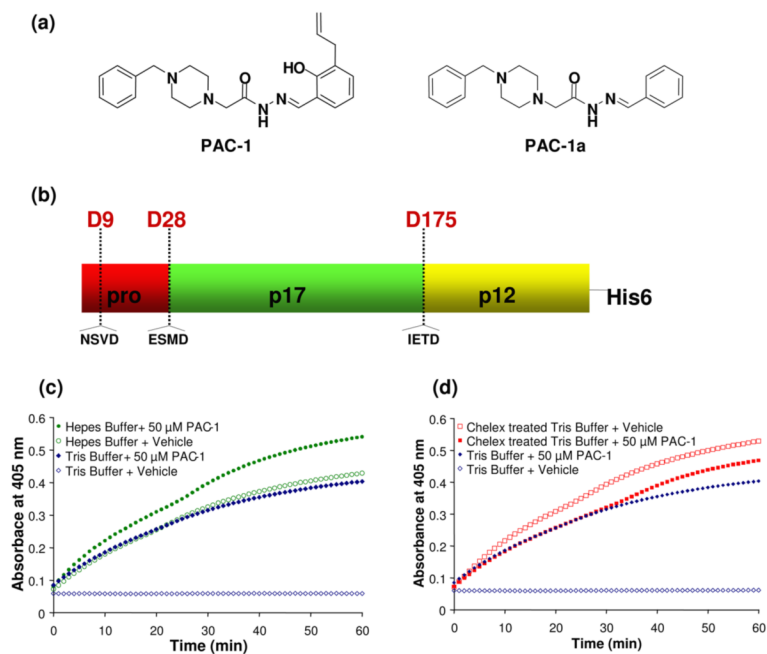 (a)
N
N
O
N
H
N
HO
PAC-1
N
N
O
N
H
N
PAC-1a
(b)
D9 D28 D175
pro p17 p12 His6
NSVD ESMD IETD
(c)
Hepes Buffer+ 50 µM PAC-1
Hepes Buffer + Vehicle
Tris Buffer+ 50 µM PAC-1
Tris Buffer + Vehicle
Absorbance at 405 nm
0.6
0.5
0.4
0.3
0.2
0.1
0
0 10 20 30 40 50 60
Time (min)
(d)
Chelex treated Tris Buffer + Vehicle
Chelex treated Tris Buffer + 50 µM PAC-1
Tris Buffer + 50 µM PAC-1
Tris Buffer + Vehicle
Absorbance at 405 nm
0.6
0.5
0.4
0.3
0.2
0.1
0
0 10 20 30 40 50 60
Time (min)